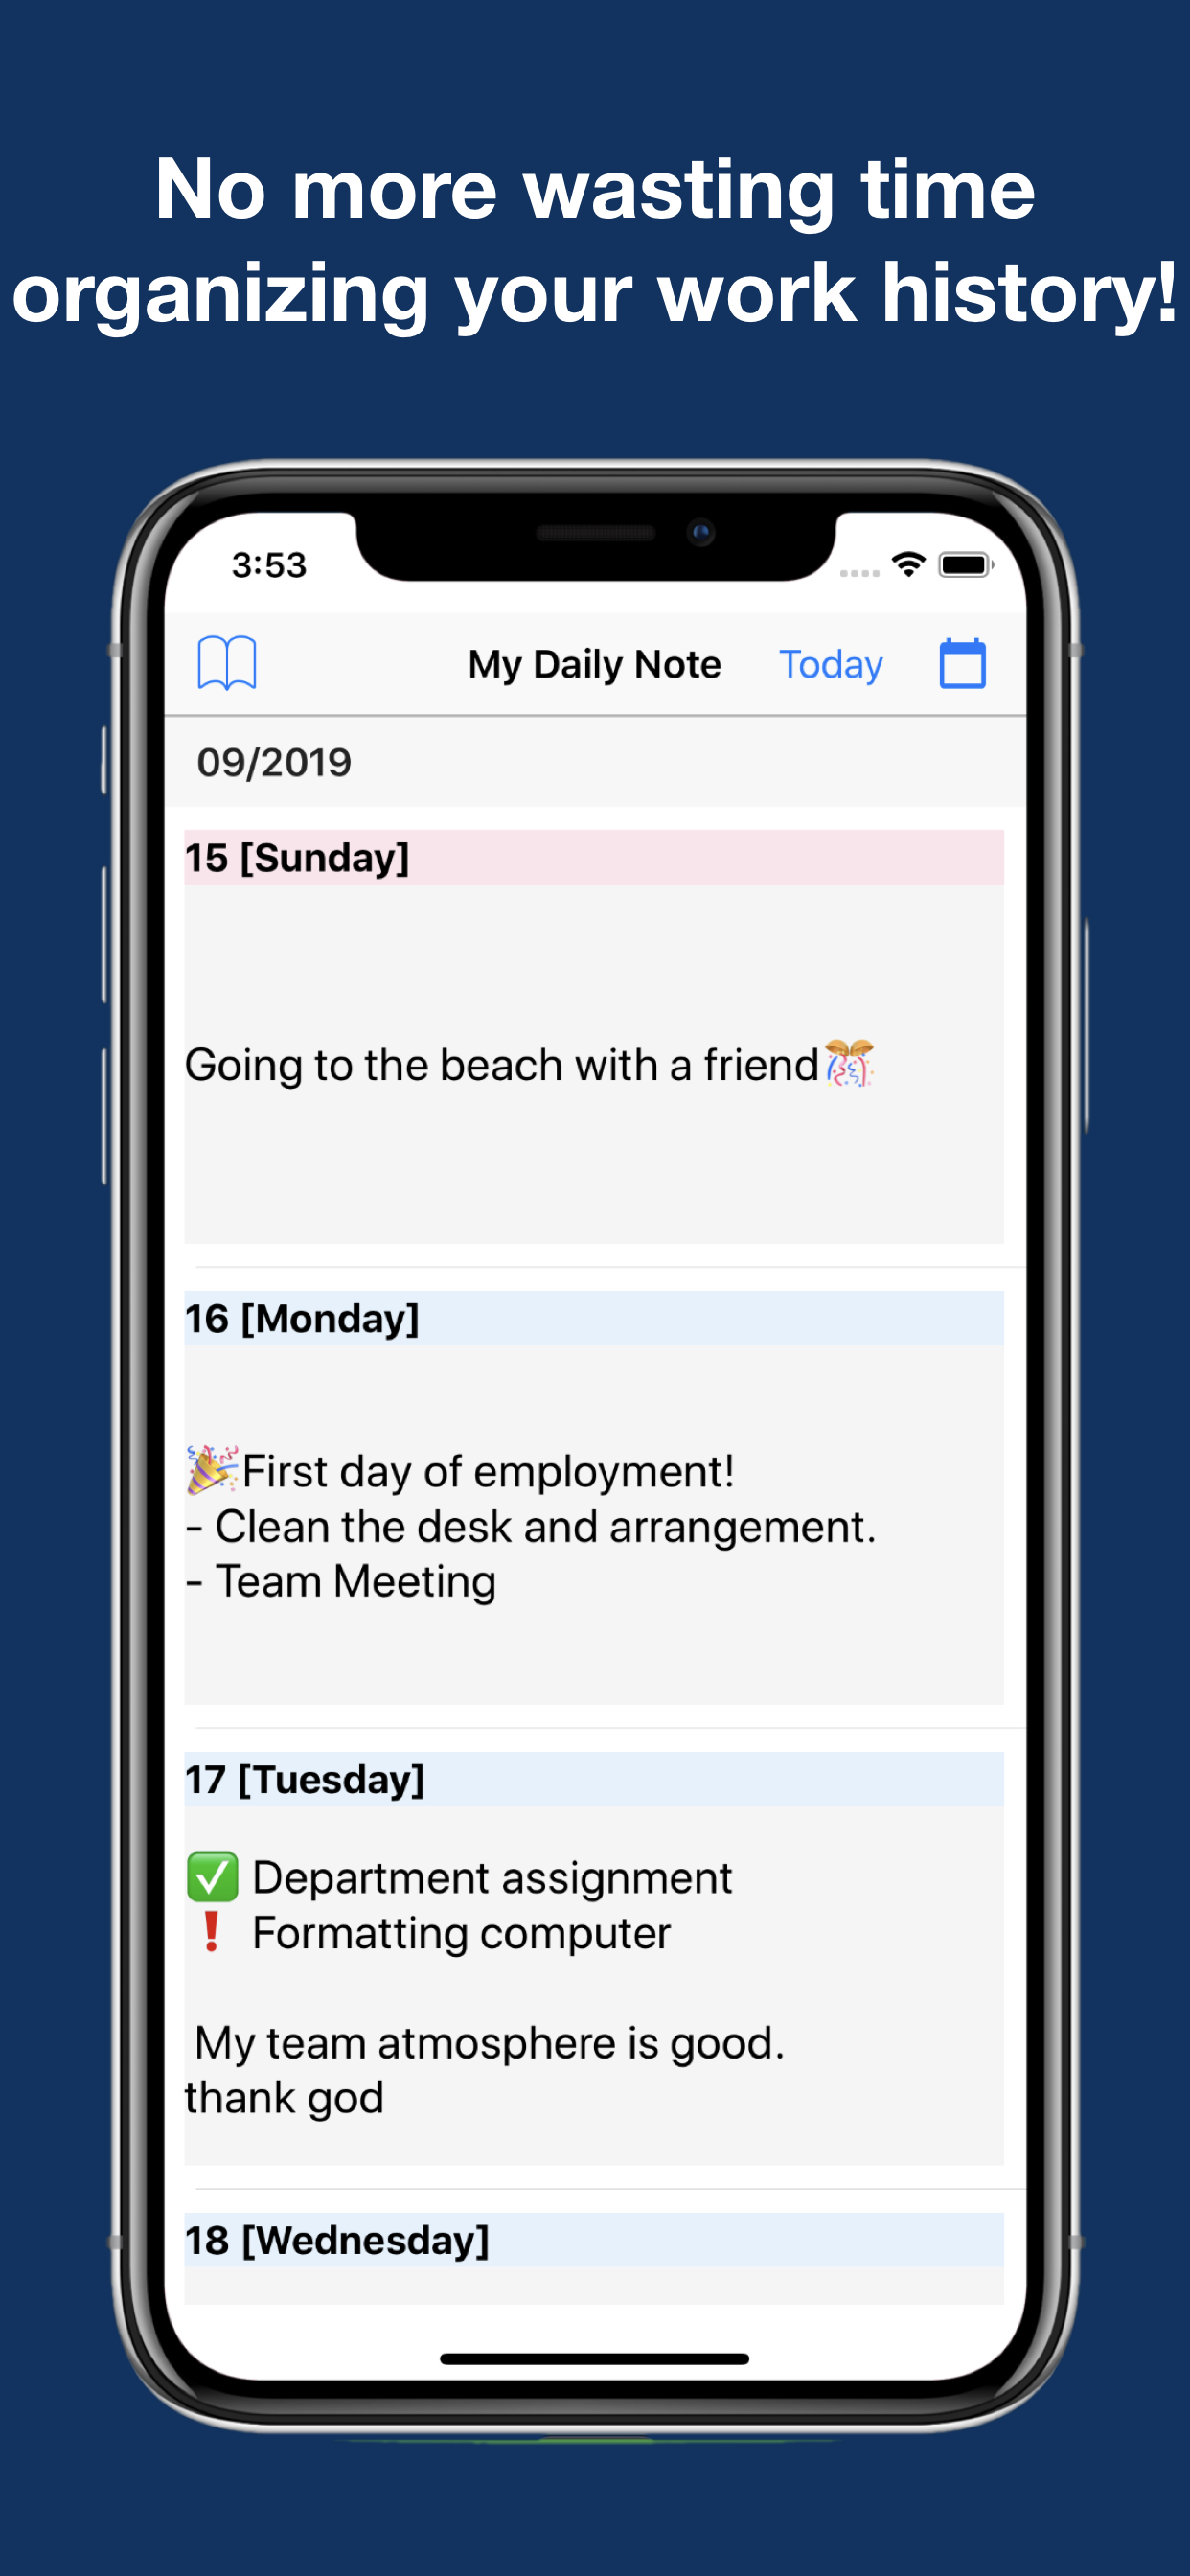 No more wasting time
organizing your work history!
3:53
My Daily Note Today
09/2019
15 [Sunday]
Going to the beach with a friend🎊
16 [Monday]
🎉First day of employment!
- Clean the desk and arrangement.
- Team Meeting
17 [Tuesday]
✅ Department assignment
❗ Formatting computer
My team atmosphere is good.
thank god
18 [Wednesday]